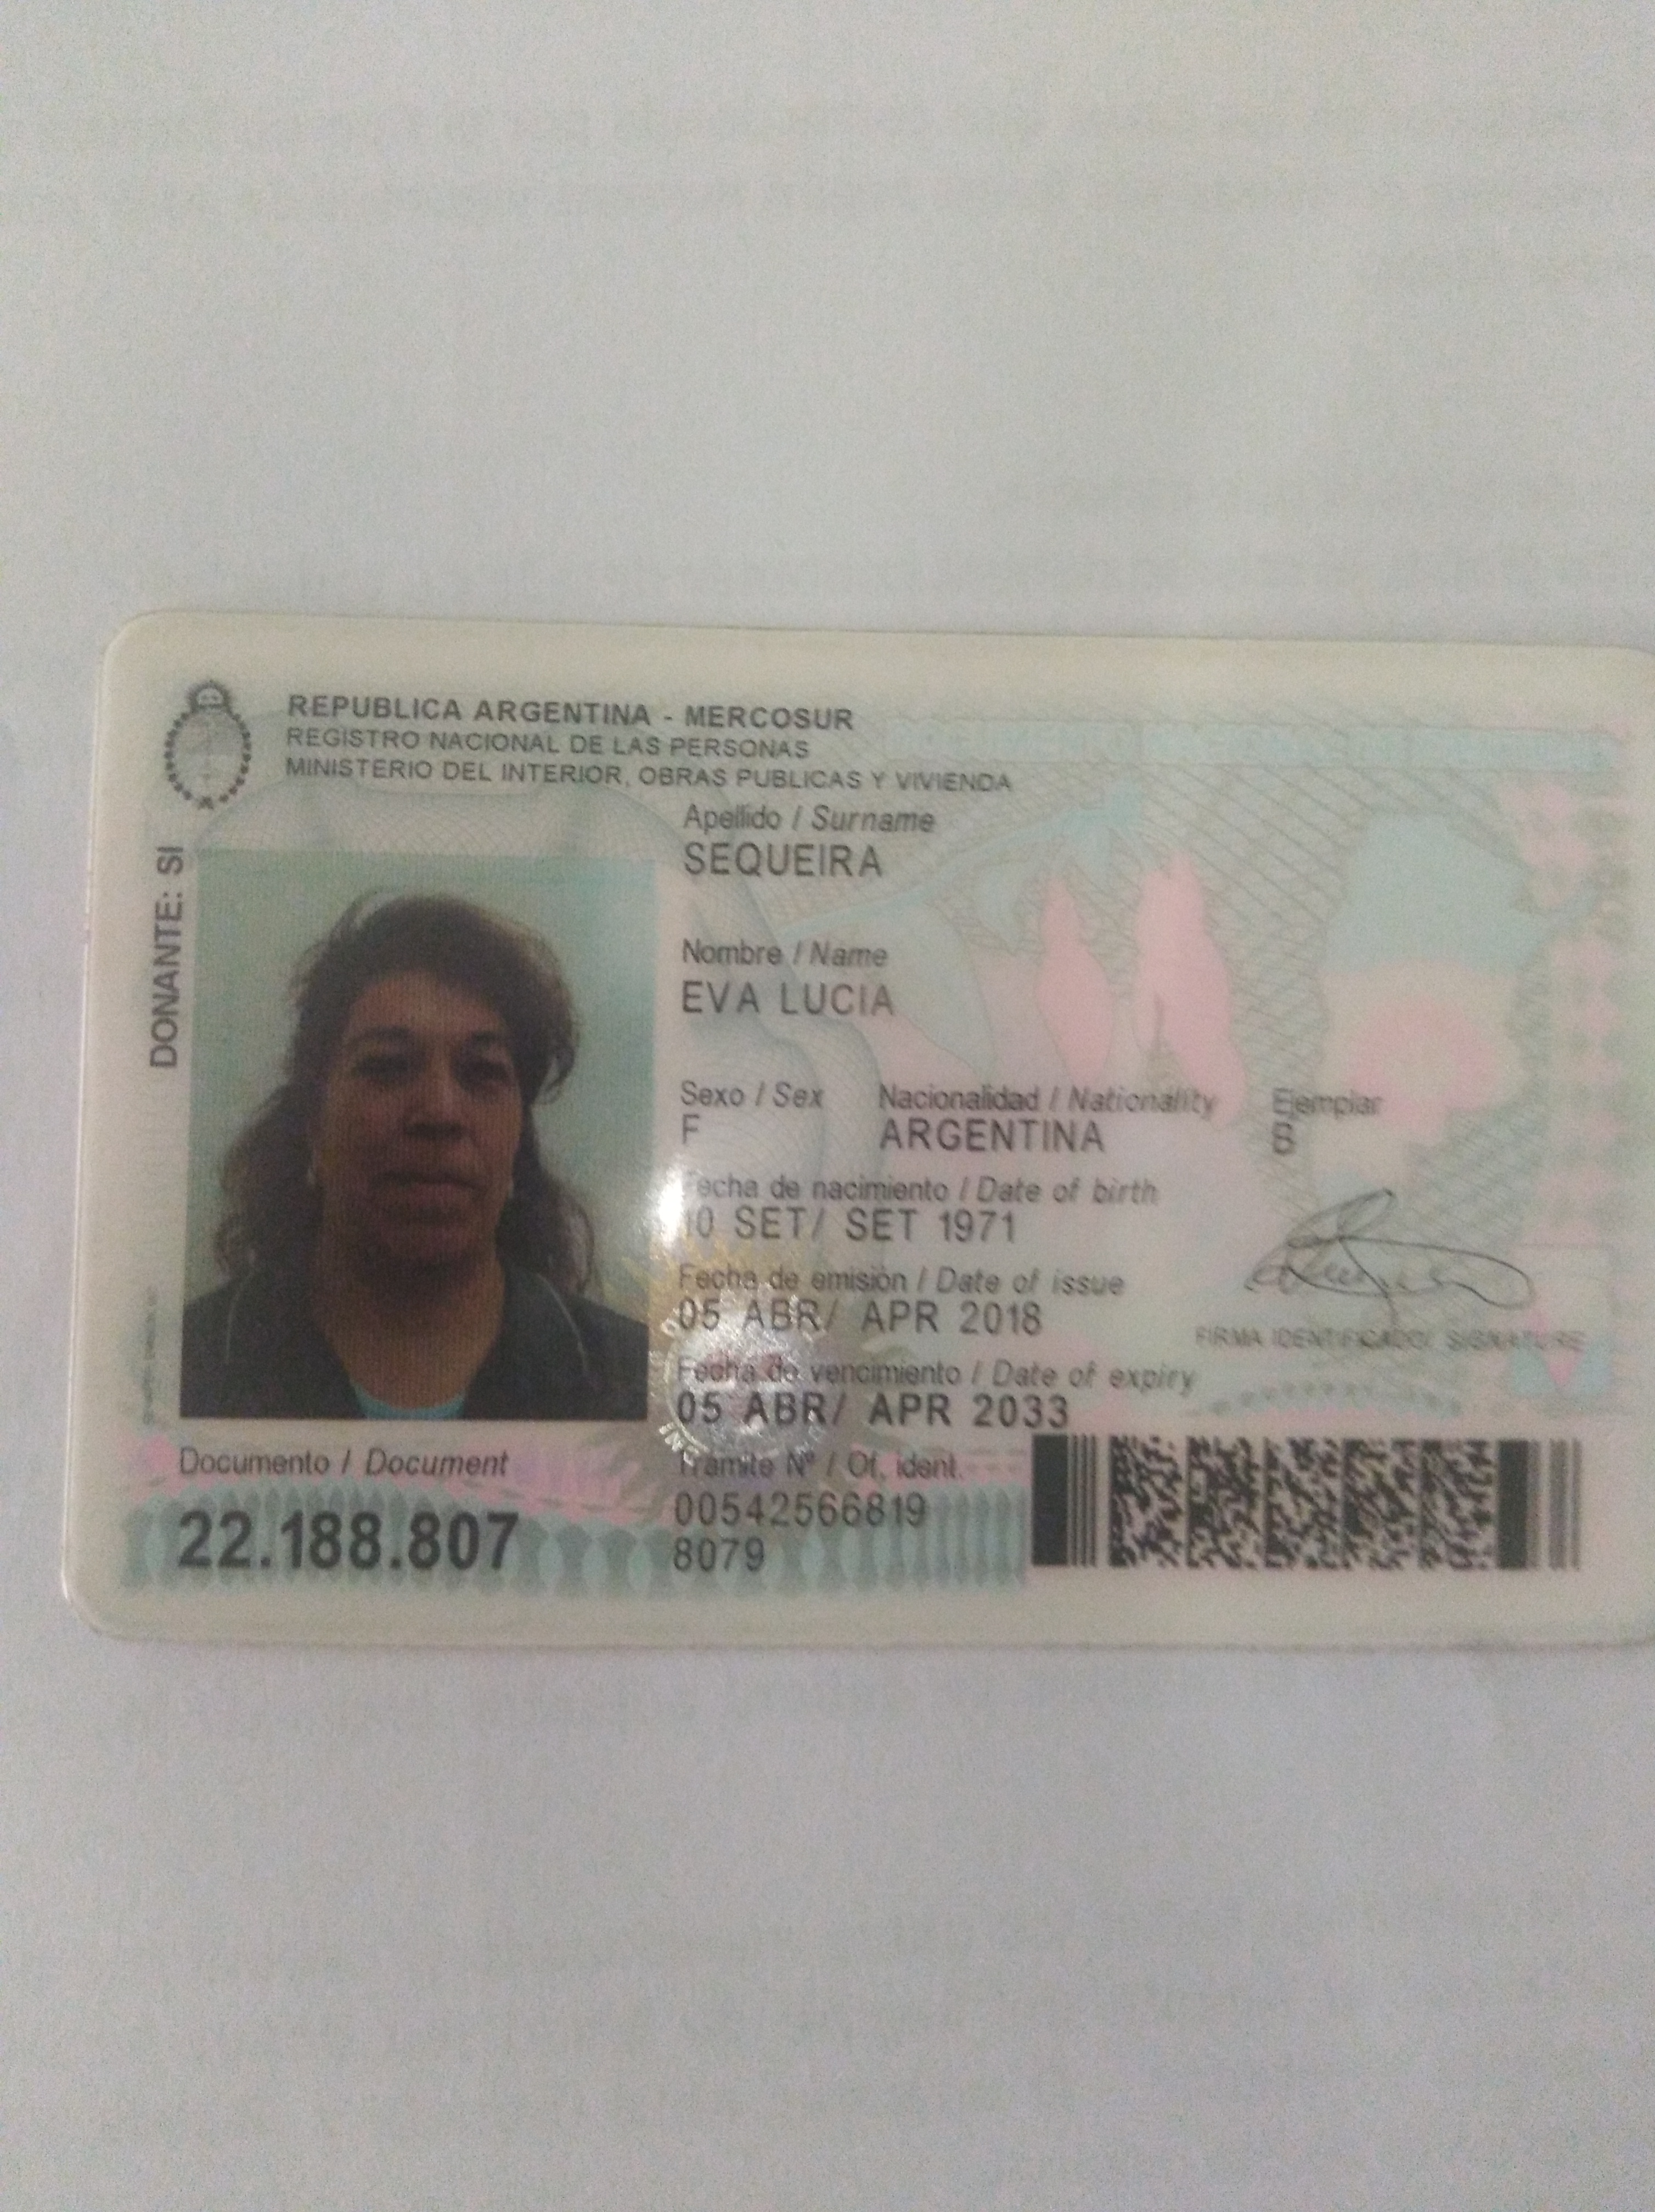 REPUBLICA ARGENTINA - MERCOSUR
REGISTRO NACIONAL DE LAS PERSONAS
MINISTERIO DEL INTERIOR, OBRAS PUBLICAS Y VIVIENDA
DONANTE: SI
Apellido / Surname
SEQUEIRA
Nombre / Name
EVA LUCIA
Sexo / Sex Nacionalidad / Nationality Ejemplar
F ARGENTINA B
Fecha de nacimiento / Date of birth
10 SET/ SET 1971
Fecha de emisión / Date of issue
05 ABR/ APR 2018
FIRMA IDENTIFICADO/ SIGNATURE
Fecha de vencimiento / Date of expiry
05 ABR/ APR 2033
Documento / Document
22.188.807
Tramite Nº / Of. ident.
00542566819
8079